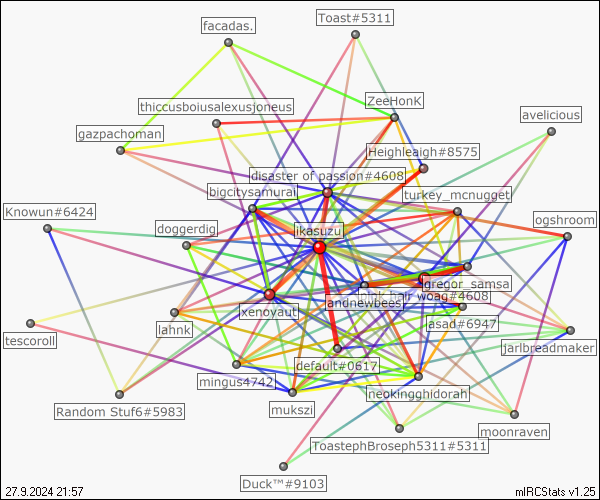 Toast#5311
facadas.
ZeeHonK
thiccusboiusalexusjoneus
avelicious
gazpachoman
Heighleaigh#8575
disaster of passion#4608
bigcitysamurai
turkey_mcnugget
Knowun#6424
ogshroom
doggerdig
ikasuzu
gregor_samsa
hair woag#4608
andnewbees
xenoyaut
jasad#6947
lahnk
tescoroll
jarlbreadmaker
default#0617
mingus4742
neokingghidorah
mukszi
Random Stuf6#5983
moonraven
ToastephBroseph5311#5311
Duck™#9103
27.9.2024 21:57
mIRCStats v1.25